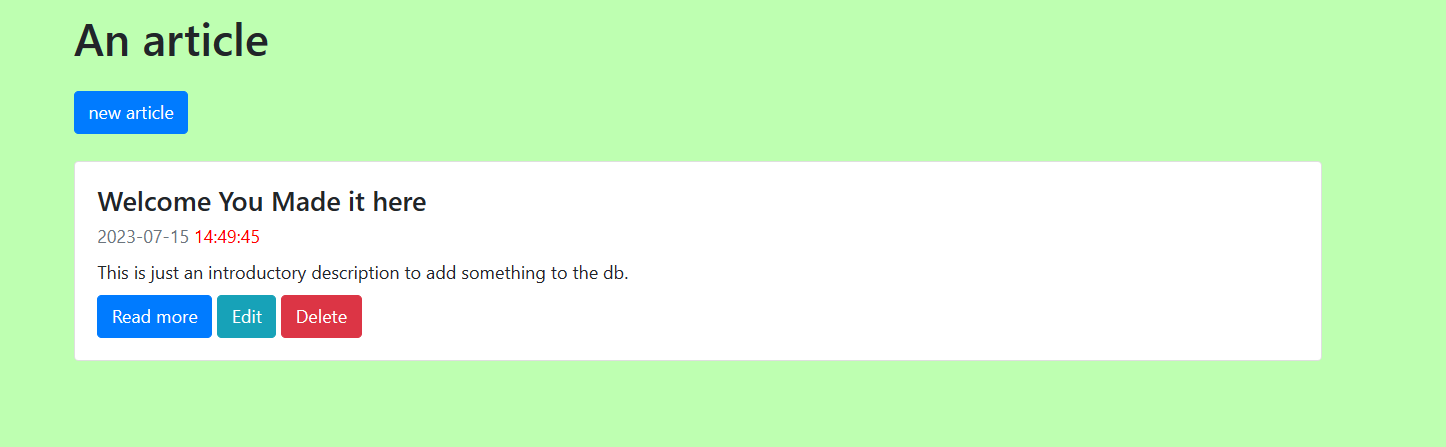 An article
new article
Welcome You Made it here
2023-07-15 14:49:45
This is just an introductory description to add something to the db.
Read more Edit Delete